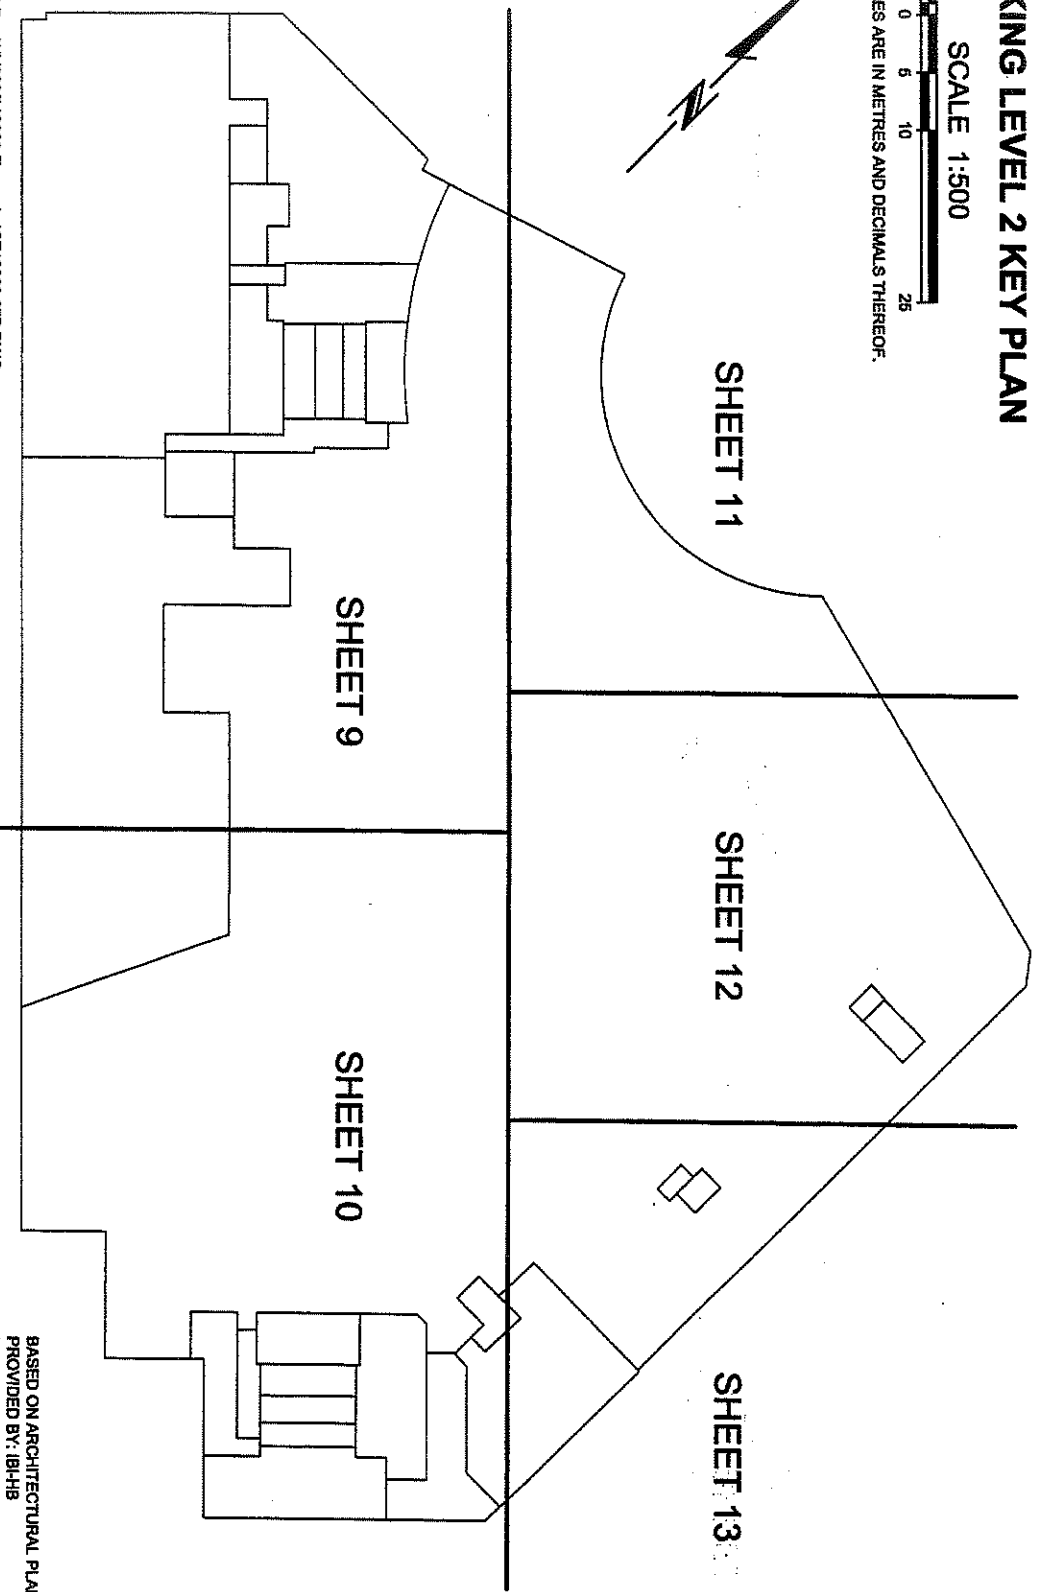 KING LEVEL 2 KEY PLAN
SCALE 1:500
0 5 10 25
ES ARE IN METRES AND DECIMALS THEREOF.
N
SHEET 11
SHEET 12
SHEET 13
SHEET 9
SHEET 10
BASED ON ARCHITECTURAL PLA
PROVIDED BY: IBI-HB